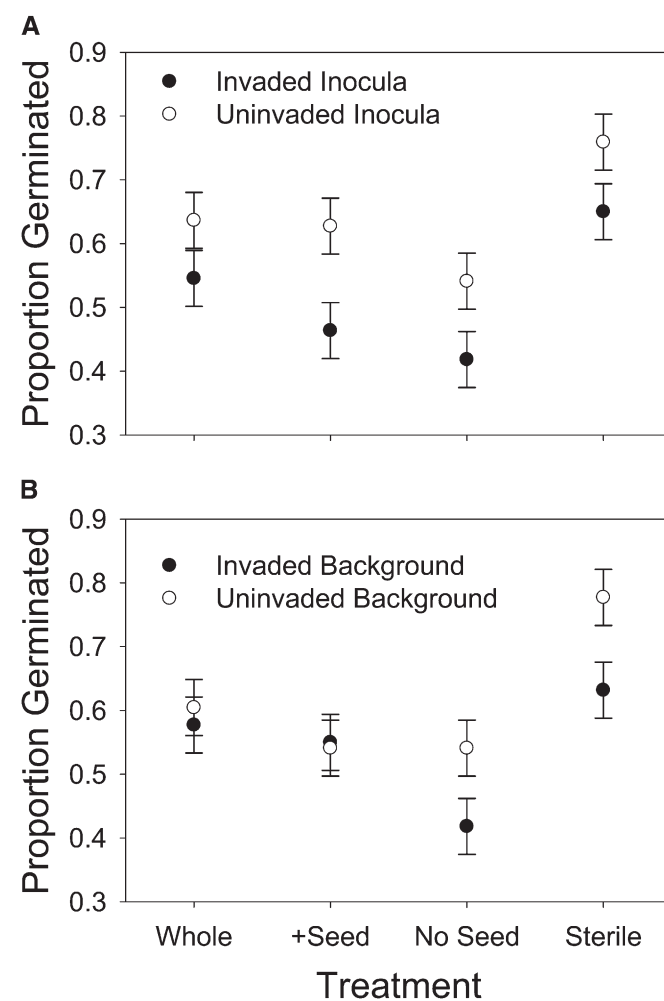 A
0.9
0.8
0.7
0.6
0.5
0.4
0.3
Proportion Germinated
Invaded Inocula
Uninvaded Inocula
B
0.9
0.8
0.7
0.6
0.5
0.4
0.3
Proportion Germinated
Invaded Background
Uninvaded Background
Whole +Seed No Seed Sterile
Treatment